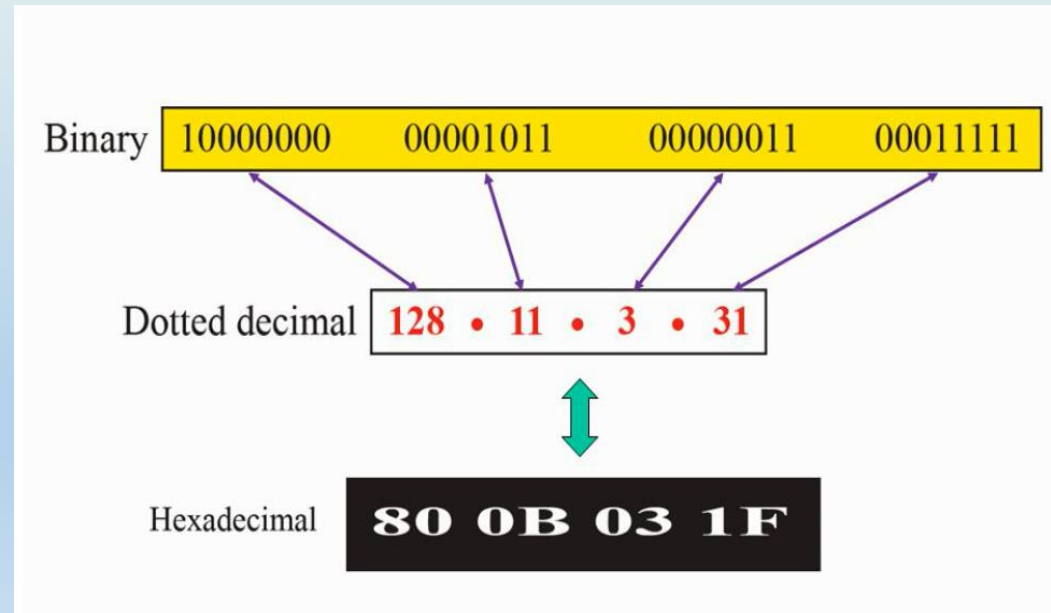 Binary 10000000 00001011 00000011 00011111
Dotted decimal 128 • 11 • 3 • 31
Hexadecimal 80 0B 03 1F